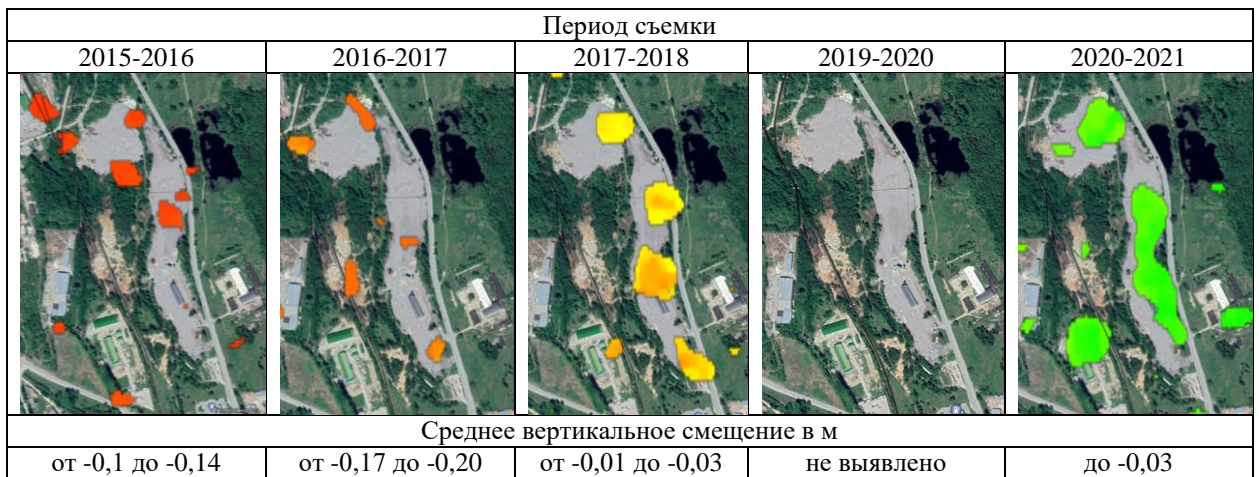 Период съемки
2015-2016 2016-2017 2017-2018 2019-2020 2020-2021
Среднее вертикальное смещение в м
от -0,1 до -0,14 от -0,17 до -0,20 от -0,01 до -0,03 не выявлено до -0,03